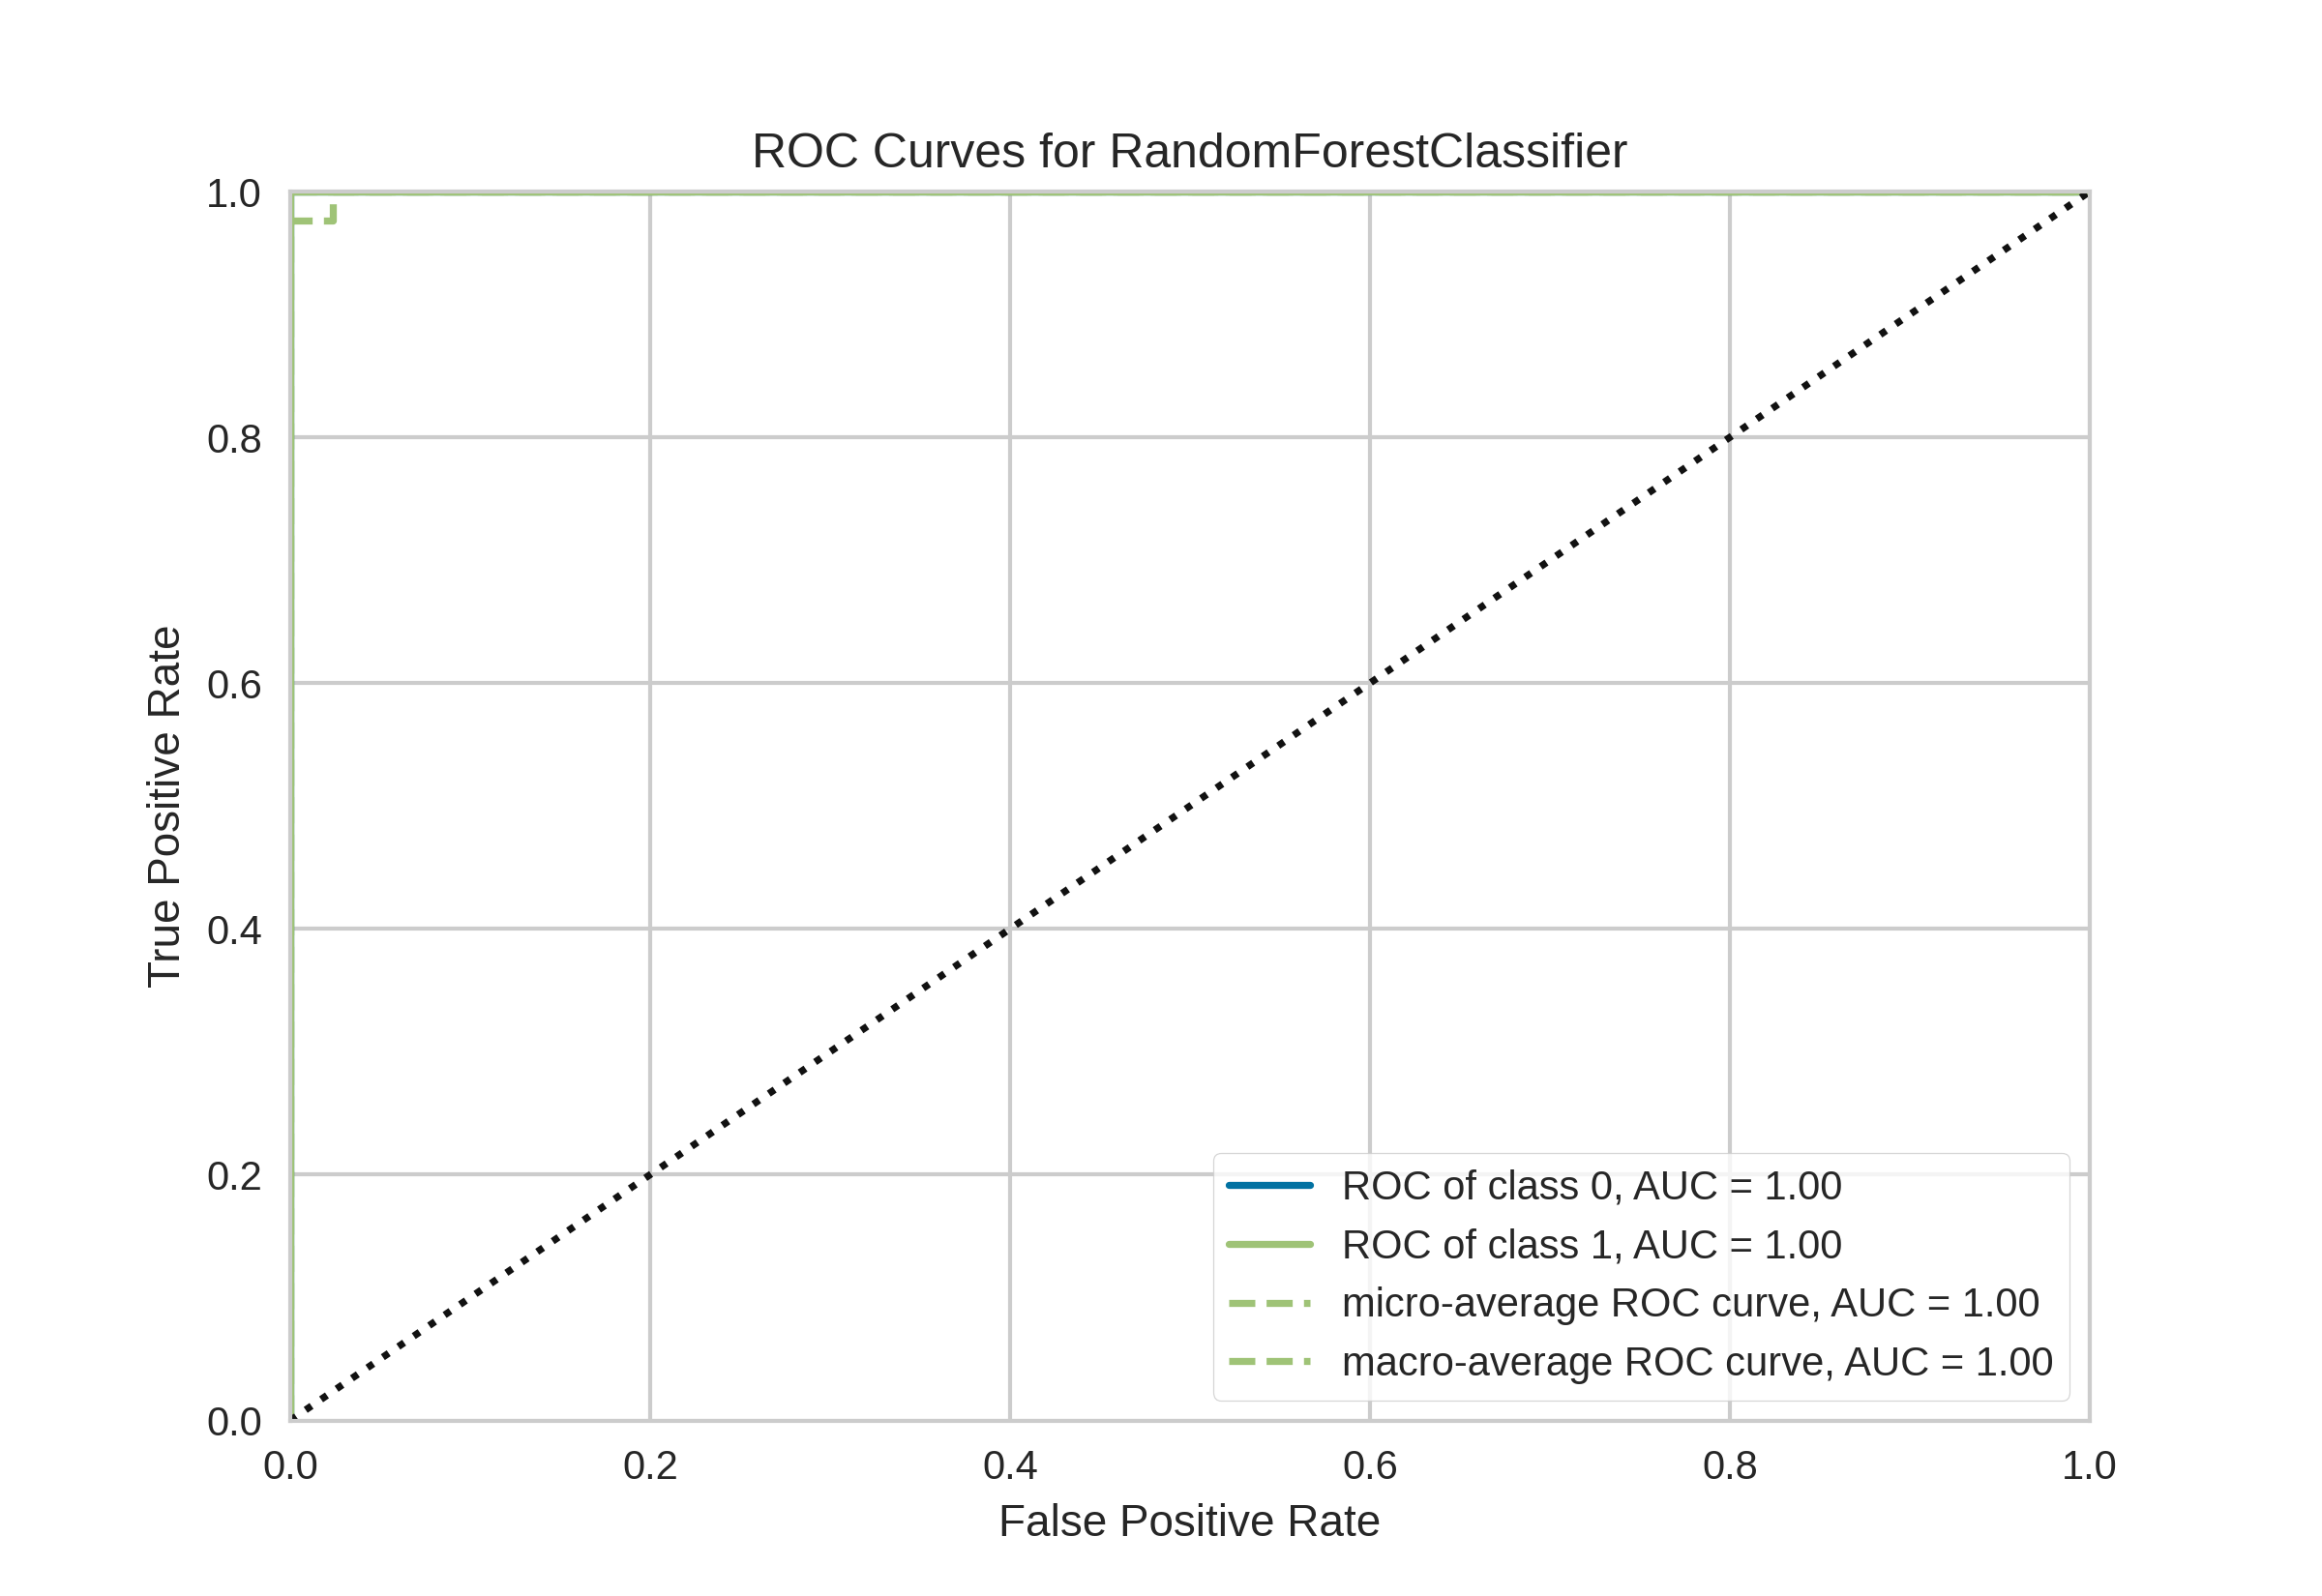 ROC Curves for RandomForestClassifier
1.0
0.8
0.6
0.4
0.2
0.0
True Positive Rate
ROC of class 0, AUC = 1.00
ROC of class 1, AUC = 1.00
micro-average ROC curve, AUC = 1.00
macro-average ROC curve, AUC = 1.00
0.0 0.2 0.4 0.6 0.8 1.0
False Positive Rate